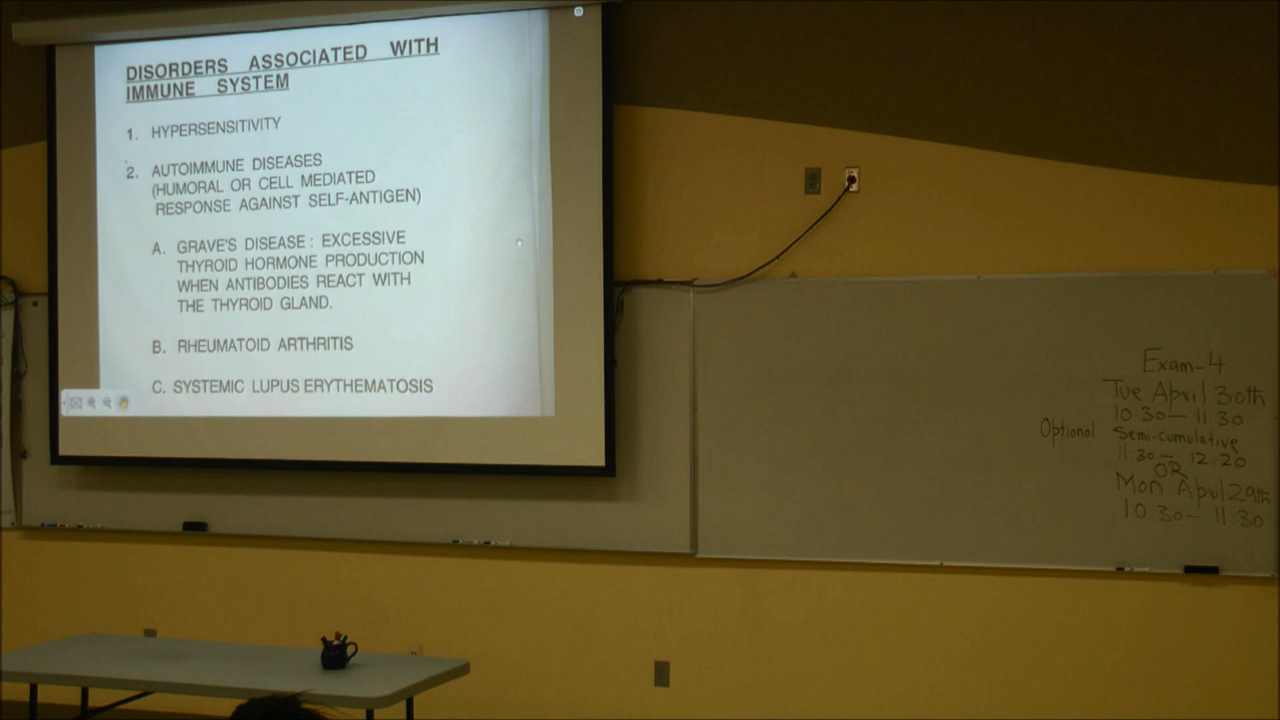 DISORDERS ASSOCIATED WITH
IMMUNE SYSTEM
1. HYPERSENSITIVITY
2. AUTOIMMUNE DISEASES
(HUMORAL OR CELL MEDIATED
RESPONSE AGAINST SELF-ANTIGEN)
A. GRAVE'S DISEASE : EXCESSIVE
THYROID HORMONE PRODUCTION
WHEN ANTIBODIES REACT WITH
THE THYROID GLAND.
B. RHEUMATOID ARTHRITIS
C. SYSTEMIC LUPUS ERYTHEMATOSIS
Exam-4
Tue April 30th
10:30 — 11:30
Optional Semi-cumulative
11:30 — 12:20
OR
Mon April 29th
10:30 — 11:30